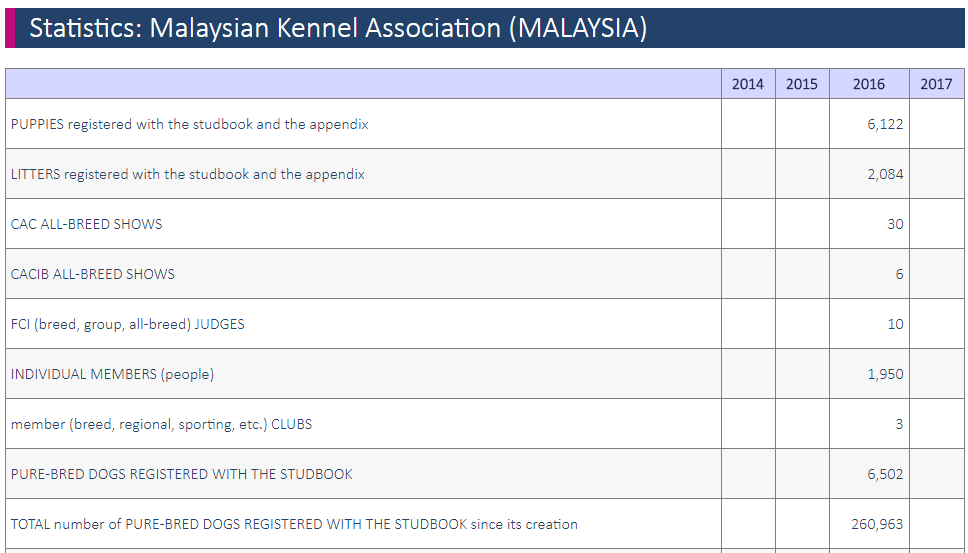 Statistics: Malaysian Kennel Association (MALAYSIA)
2014 2015 2016 2017
PUPPIES registered with the studbook and the appendix 6,122
LITTERS registered with the studbook and the appendix 2,084
CAC ALL-BREED SHOWS 30
CACIB ALL-BREED SHOWS 6
FCI (breed, group, all-breed) JUDGES 10
INDIVIDUAL MEMBERS (people) 1,950
member (breed, regional, sporting, etc.) CLUBS 3
PURE-BRED DOGS REGISTERED WITH THE STUDBOOK 6,502
TOTAL number of PURE-BRED DOGS REGISTERED WITH THE STUDBOOK since its creation 260,963